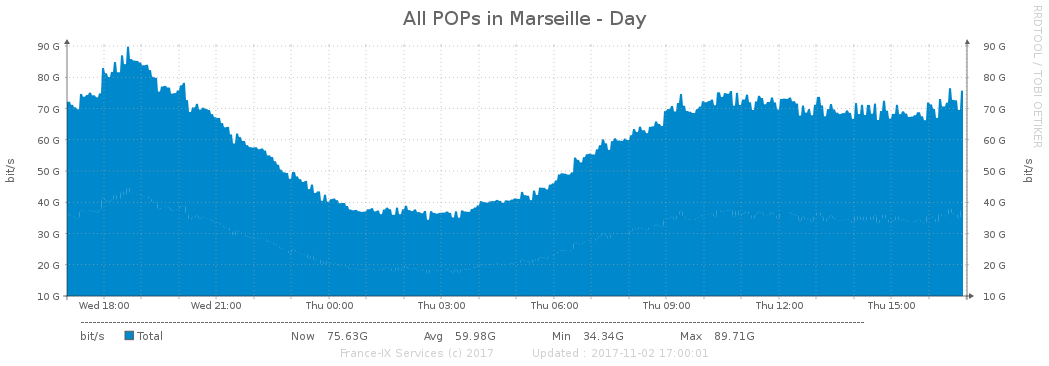 All POPs in Marseille - Day
RRDTOOL / TOBI OETIKER
bit/s
90 G 90 G
80 G 80 G
70 G 70 G
60 G 60 G
50 G 50 G
40 G 40 G
30 G 30 G
20 G 20 G
10 G 10 G
bit/s
Wed 18:00 Wed 21:00 Thu 00:00 Thu 03:00 Thu 06:00 Thu 09:00 Thu 12:00 Thu 15:00
bit/s Total Now 75.63G Avg 59.98G Min 34.34G Max 89.71G
France-IX Services (c) 2017 Updated : 2017-11-02 17:00:01